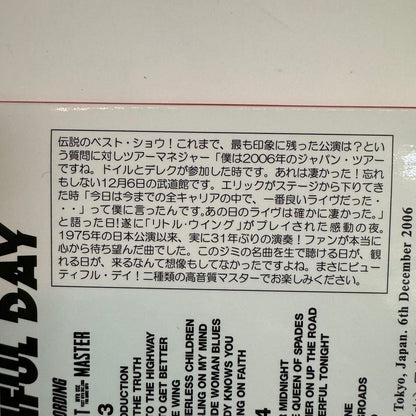 伝説のベスト・ショウ！これまで、最も印象に残った公演は？と
いう質問に対しツアーマネジャー「僕は2006年のジャパン・ツアー
ですね。ドイルとデレクが参加した時です。あれは凄かった！忘れ
もしない12月6日の武道館です。エリックがステージから下りてき
た時「今日は今までの全キャリアの中で、一番良いライヴだった・
・・」って僕に言ったんです。あの日のライヴは確かに凄かった。」
と語った日！遂に「リトル・ウイング」がプレイされた感動の夜。
1975年の日本公演以来、実に31年ぶりの演奏！ファンが本当に
心から待ち望んだ曲でした。このジミの名曲を生で聴ける日が、観
れる日が、来るなんて想像もしてなかったですよね。まさにビュー
ティフル・デイ！二種類の高音質マスターでお楽しみください。
IFUL DAY
ORDING
MASTER
3
ODUCTION
THE TRUTH
TO THE HIGHWAY
TO GET BETTER
E WING
ERLESS CHILDREN
LING ON MY MIND
DE WOMAN BLUES
DY KNOWS YOU
NG ON FAITH
4
MIDNIGHT
QUEEN OF SPADES
R ON UP THE ROAD
ERFUL TONIGHT
ROADS
Tokyo, Japan. 6th December 2006